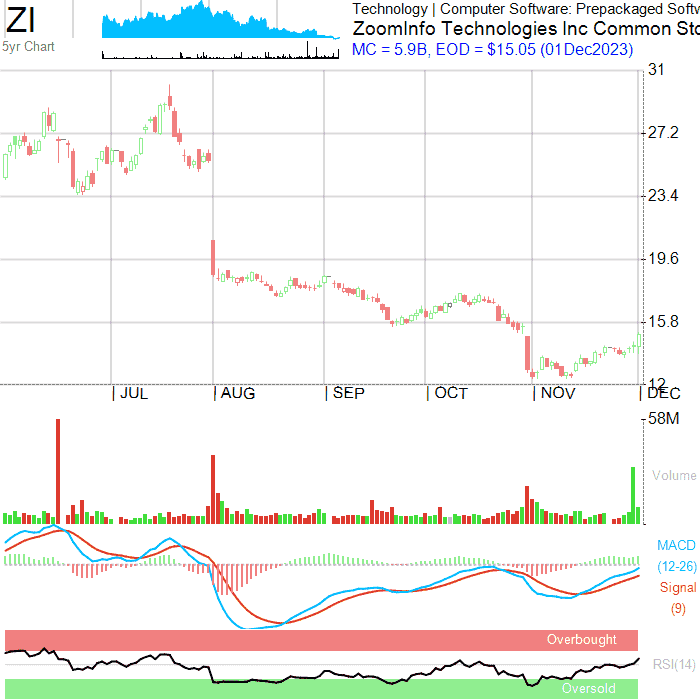 ZI
5yr Chart
Technology | Computer Software: Prepackaged Softw
ZoomInfo Technologies Inc Common Sto
MC = 5.9B, EOD = $15.05 (01Dec2023)
31
27.2
23.4
19.6
15.8
12
| JUL | AUG | SEP | OCT | NOV | DEC
58M
Volume
MACD
(12-26)
Signal
(9)
Overbought
RSI(14)
Oversold